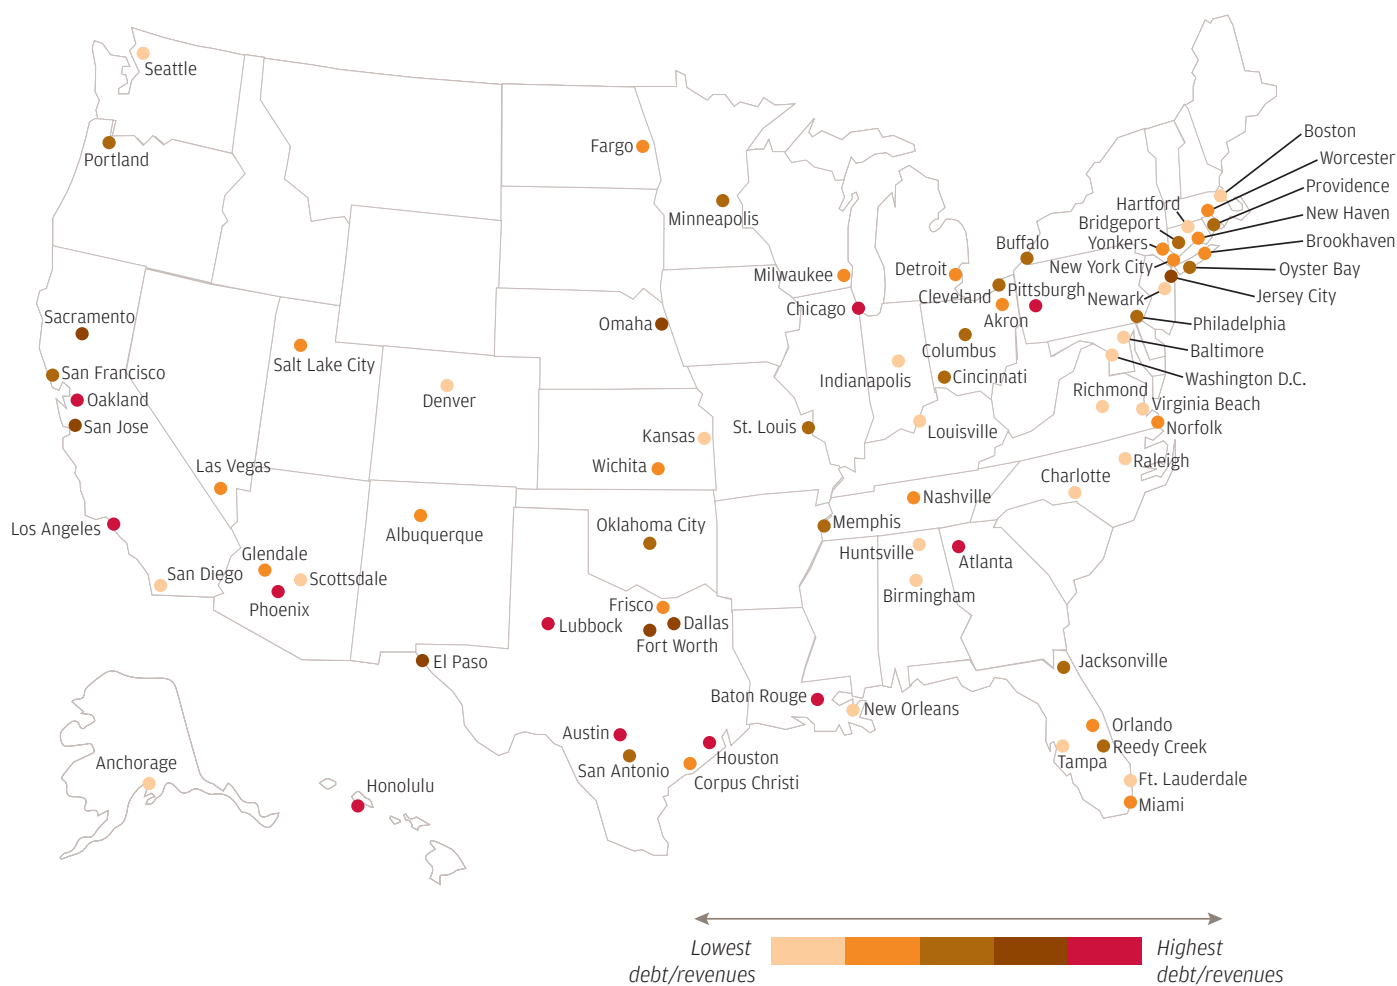 Seattle
Portland
Fargo
Minneapolis
Boston
Worcester
Providence
New Haven
Brookhaven
Oyster Bay
Jersey City
Philadelphia
Baltimore
Washington D.C.
Hartford
Bridgeport
Yonkers
New York City
Newark
Buffalo
Detroit
Milwaukee
Chicago
Cleveland
Pittsburgh
Akron
Columbus
Cincinnati
Indianapolis
Louisville
Richmond
Virginia Beach
Norfolk
Raleigh
Charlotte
Sacramento
San Francisco
Oakland
San Jose
Salt Lake City
Denver
Omaha
Kansas
Wichita
St. Louis
Las Vegas
Los Angeles
San Diego
Glendale
Scottsdale
Phoenix
Albuquerque
Oklahoma City
Memphis
Nashville
Huntsville
Birmingham
Atlanta
Frisco
Dallas
Fort Worth
Lubbock
El Paso
Austin
San Antonio
Houston
Corpus Christi
Baton Rouge
New Orleans
Jacksonville
Orlando
Reedy Creek
Tampa
Ft. Lauderdale
Miami
Anchorage
Honolulu
Lowest
debt/revenues
Highest
debt/revenues